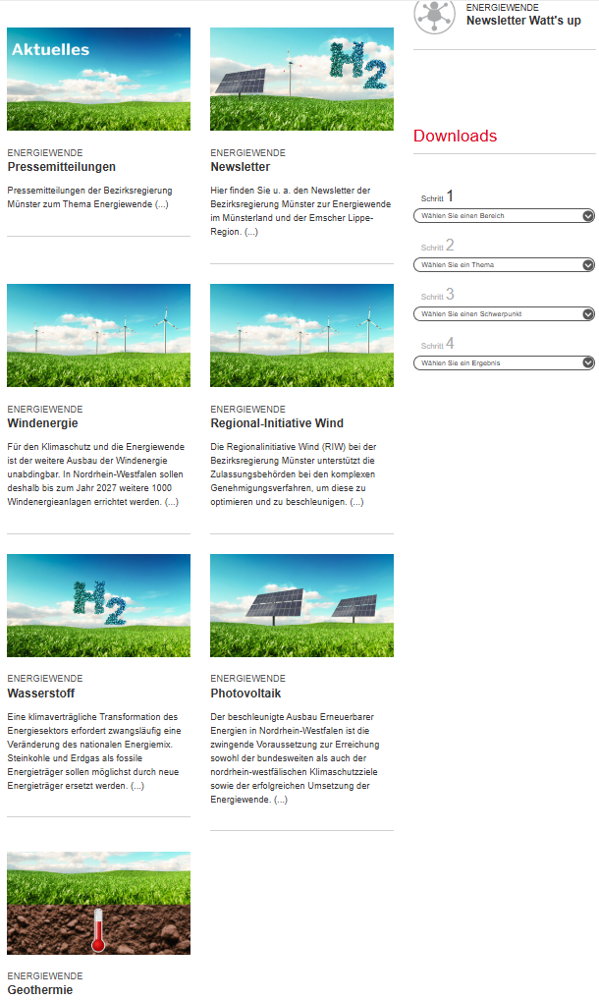 Aktuelles
ENERGIEWENDE
Pressemitteilungen
Pressemitteilungen der Bezirksregierung
Münster zum Thema Energiewende (...)
H2
ENERGIEWENDE
Newsletter
Hier finden Sie u. a. den Newsletter der
Bezirksregierung Münster zur Energiewende
im Münsterland und der Emscher Lippe-
Region. (...)
ENERGIEWENDE
Windenergie
Für den Klimaschutz und die Energiewende
ist der weitere Ausbau der Windenergie
unabdingbar. In Nordrhein-Westfalen sollen
deshalb bis zum Jahr 2027 weitere 1000
Windenergieanlagen errichtet werden. (...)
ENERGIEWENDE
Regional-Initiative Wind
Die Regionalinitiative Wind (RIW) bei der
Bezirksregierung Münster unterstützt die
Zulassungsbehörden bei den komplexen
Genehmigungsverfahren, um diese zu
optimieren und zu beschleunigen. (...)
H2
ENERGIEWENDE
Wasserstoff
Eine klimaverträgliche Transformation des
Energiesektors erfordert zwangsläufig eine
Veränderung des nationalen Energiemix.
Steinkohle und Erdgas als fossile
Energieträger sollen möglichst durch neue
Energieträger ersetzt werden. (...)
ENERGIEWENDE
Photovoltaik
Der beschleunigte Ausbau Erneuerbarer
Energien in Nordrhein-Westfalen ist die
zwingende Voraussetzung zur Erreichung
sowohl der bundesweiten als auch der
nordrhein-westfälischen Klimaschutzziele
sowie der erfolgreichen Umsetzung der
Energiewende. (...)
ENERGIEWENDE
Geothermie
ENERGIEWENDE
Newsletter Watt's up
Downloads
Schritt 1
Wählen Sie einen Bereich
Schritt 2
Wählen Sie ein Thema
Schritt 3
Wählen Sie einen Schwerpunkt
Schritt 4
Wählen Sie ein Ergebnis